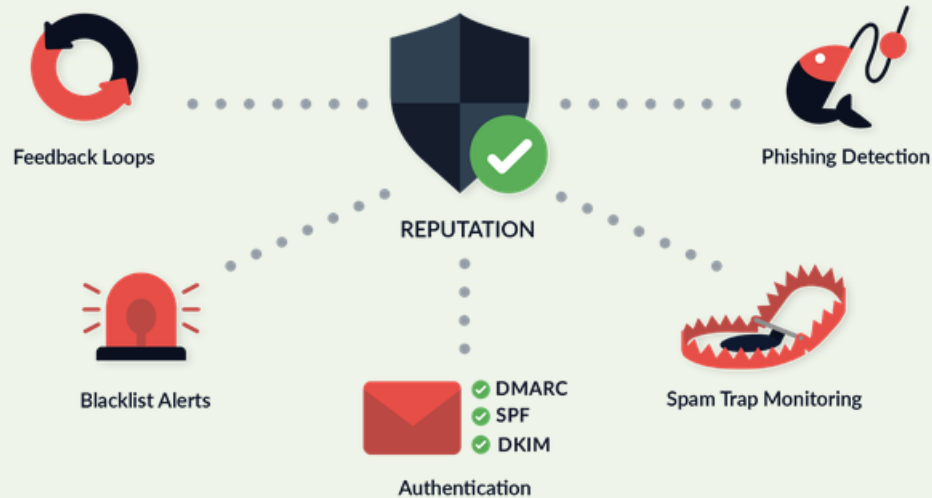 Feedback Loops
Phishing Detection
REPUTATION
Blacklist Alerts
DMARC
SPF
DKIM
Spam Trap Monitoring
Authentication